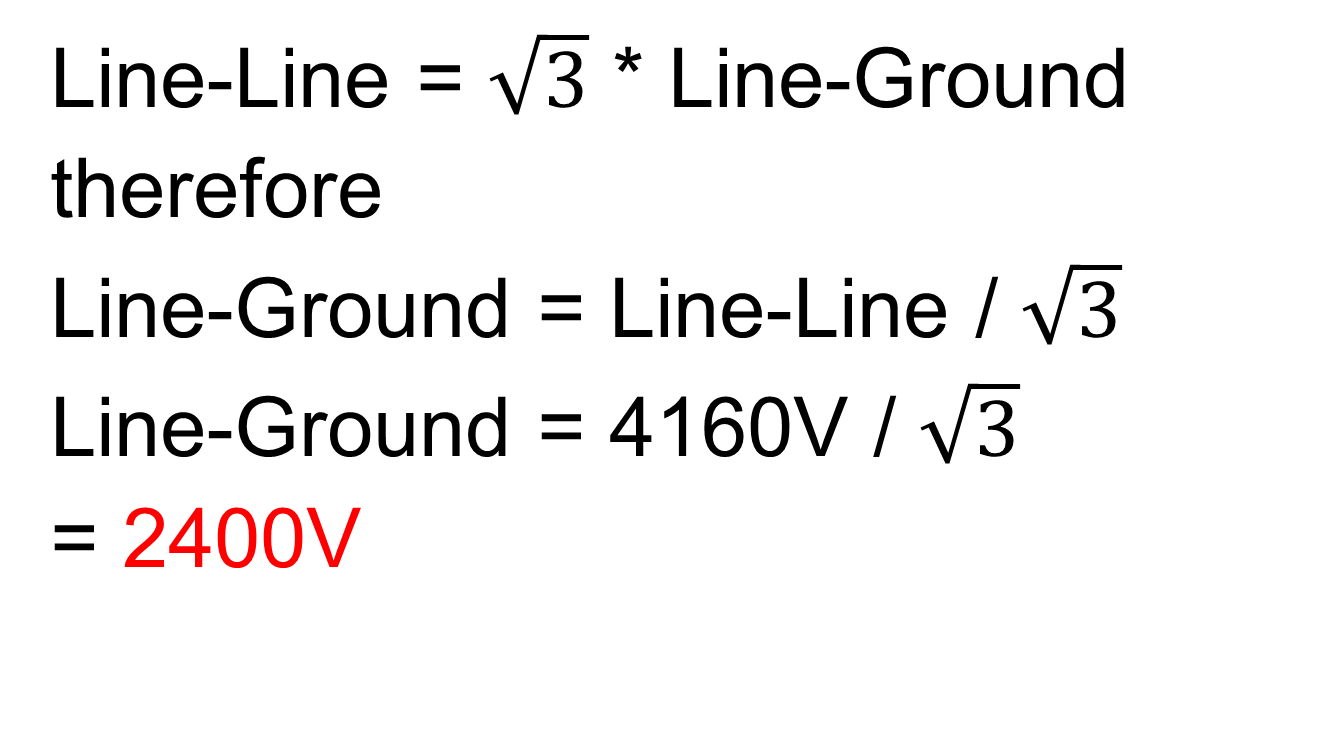 Line-Line = √3 * Line-Ground
therefore
Line-Ground = Line-Line / √3
Line-Ground = 4160V / √3
= 2400V